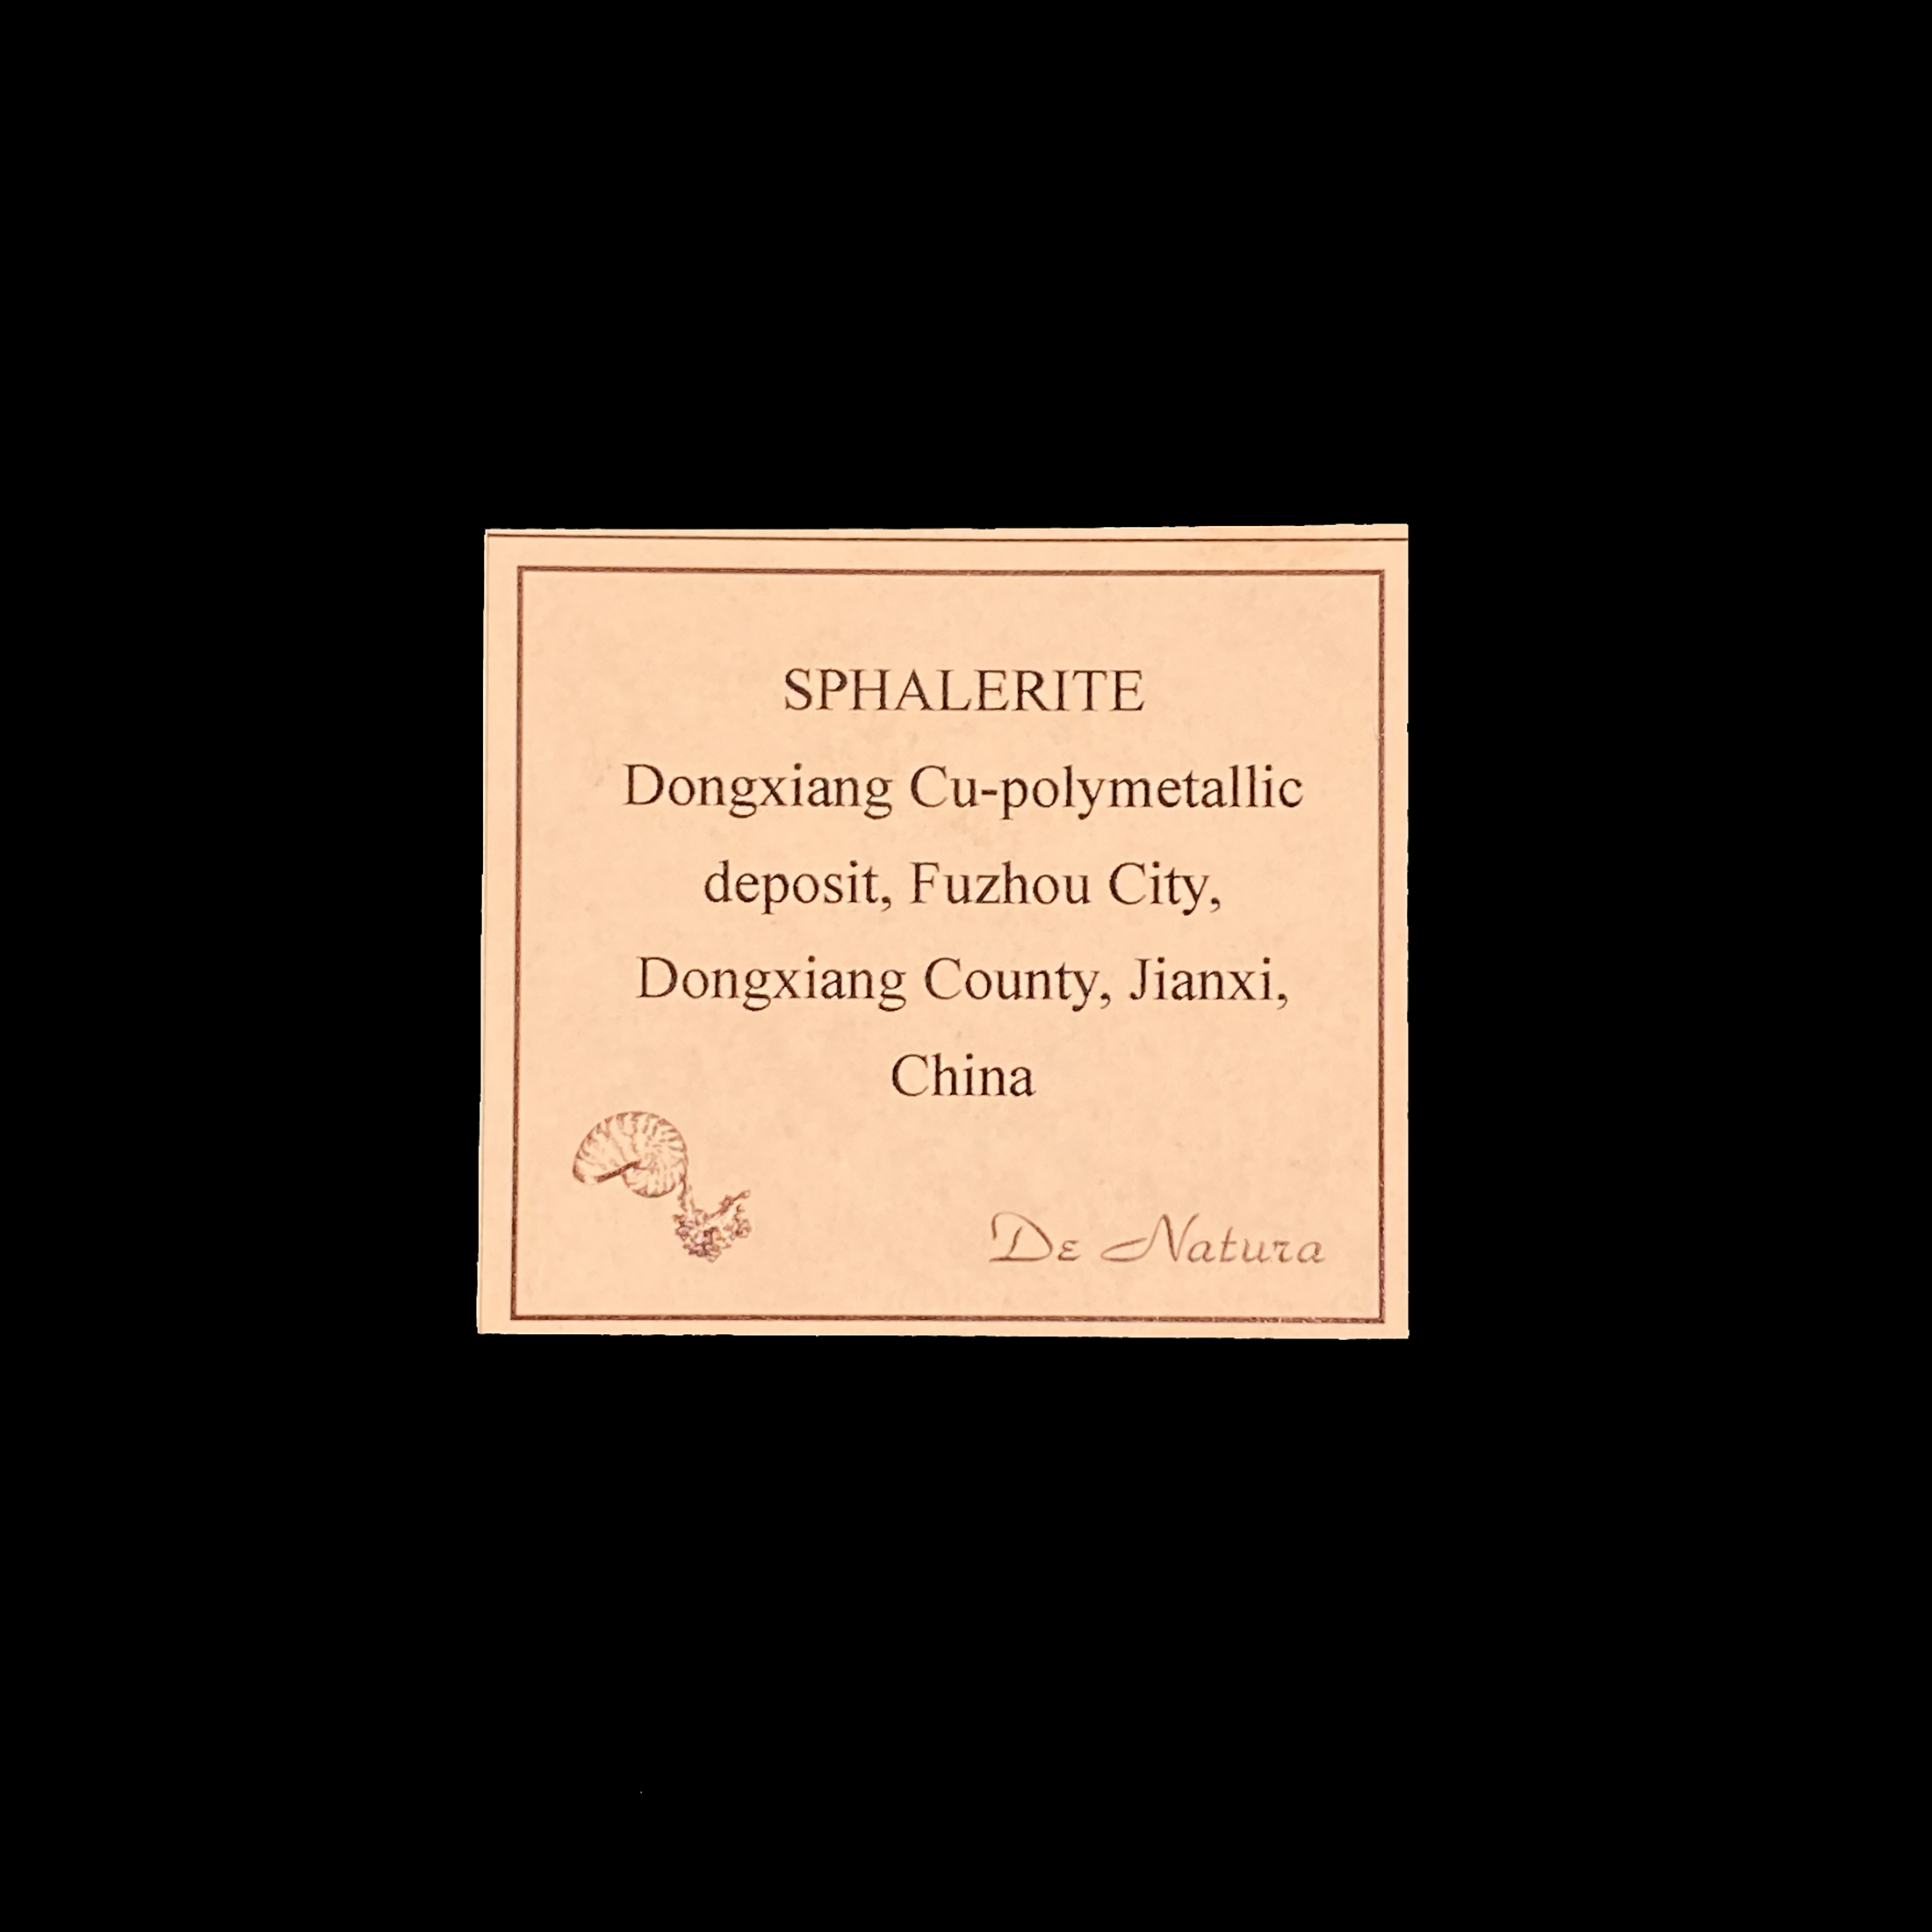 SPHALERITE
Dongxiang Cu-polymetallic
deposit, Fuzhou City,
Dongxiang County, Jianxi,
China
De Natura